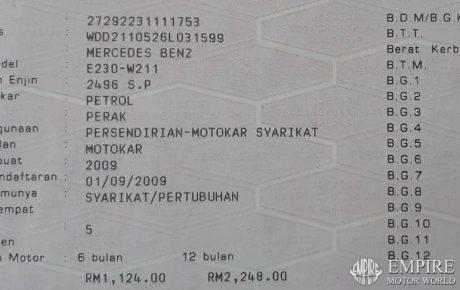 27292231111753 B.D.M/B.G.K
s : WDD2110526L031599 B.T.T.
: MERCEDES BENZ Berat Kerb
del : E230-W211 B.T.M.
n Enjin : 2496 S.P B.G.1
kar : PETROL B.G.2
: PERAK B.G.3
gunaan : PERSENDIRIAN-MOTOKAR SYARIKAT B.G.4
dan : MOTOKAR B.G.5
buat : 2009 B.G.6
ndaftaran : 01/09/2009 B.G.7
munya : SYARIKAT/PERTUBUHAN B.G.8
empat B.G.9
: 5 B.G.10
en B.G.11
n Motor : 6 bulan 12 bulan B.G.12
RM1,124.00 RM2,248.00
EMPIRE
MOTOR WORLD